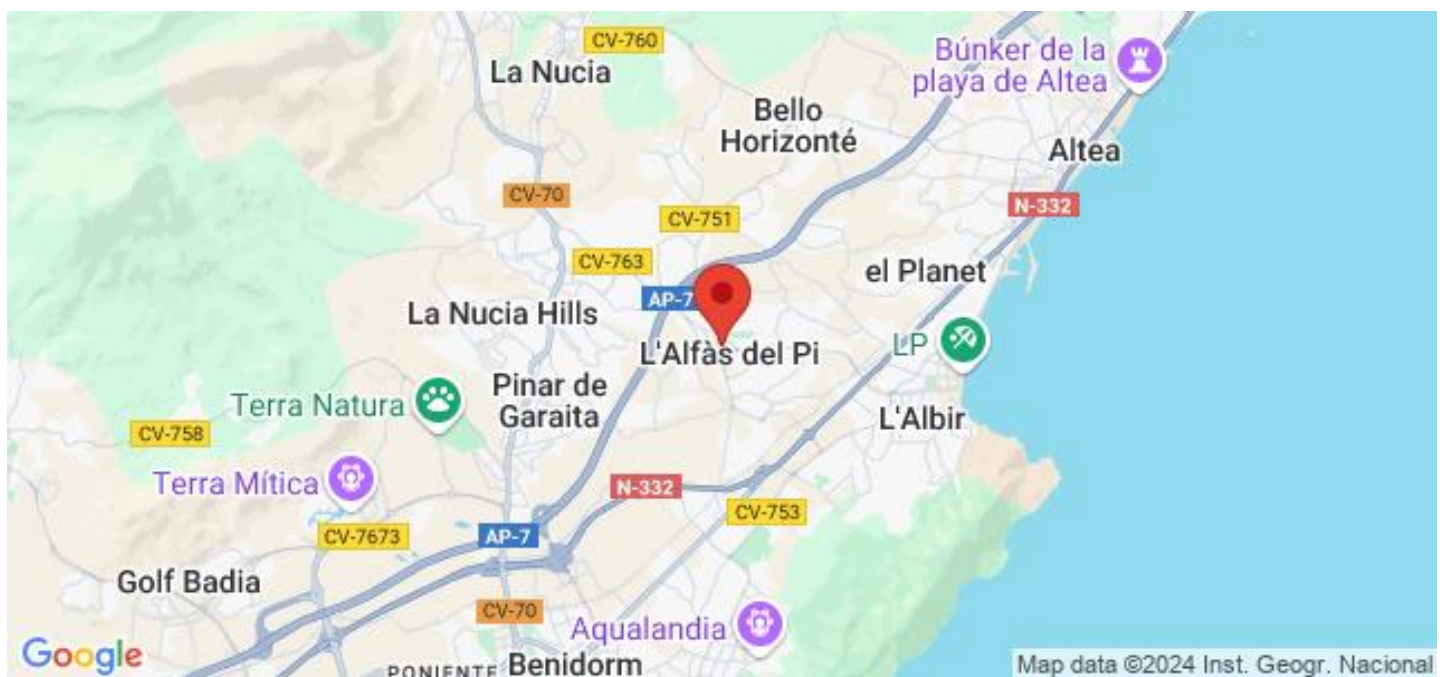 CV-760
La Nucia
Búnker de la
playa de Altea
Bello
Horizonté
Altea
CV-70
N-332
CV-751
CV-763
el Planet
AP-7
La Nucia Hills
LP
L'Alfàs del Pi
Pinar de
Garaita
Terra Natura
L'Albir
CV-758
Terra Mítica
N-332
CV-753
CV-7673
AP-7
Golf Badia
CV-70
Aqualandia
Google
PONIENTE
Benidorm
Map data ©2024 Inst. Geogr. Nacional